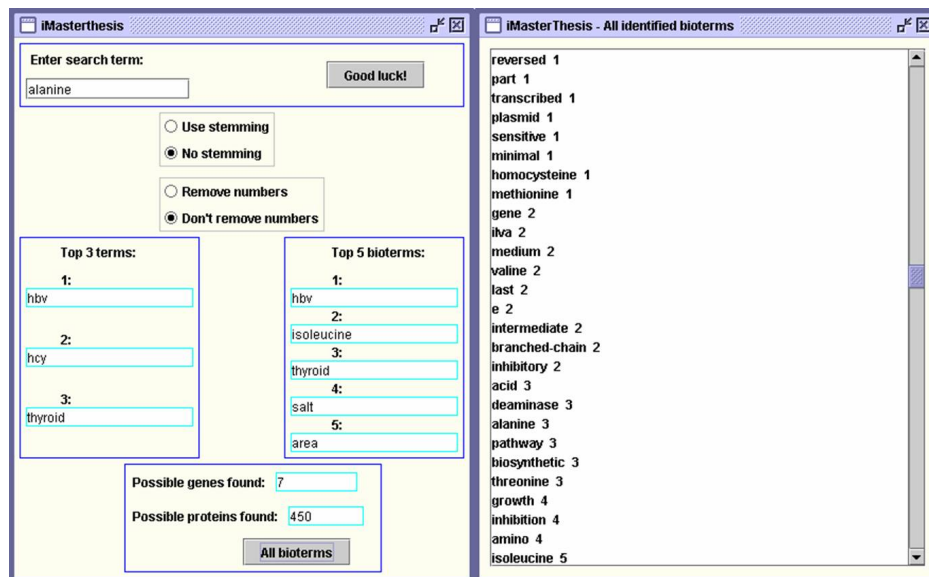 iMasterthesis
Enter search term:
Good luck!
alanine
Use stemming
No stemming
Remove numbers
Don't remove numbers
Top 3 terms:
1:
hbv
2:
hcy
3:
thyroid
Top 5 bioterms:
1:
hbv
2:
isoleucine
3:
thyroid
4:
salt
5:
area
Possible genes found: 7
Possible proteins found: 450
All bioterms
iMasterThesis - All identified bioterms
reversed 1
part 1
transcribed 1
plasmid 1
sensitive 1
minimal 1
homocysteine 1
methionine 1
gene 2
ilva 2
medium 2
valine 2
last 2
e 2
intermediate 2
branched-chain 2
inhibitory 2
acid 3
deaminase 3
alanine 3
pathway 3
biosynthetic 3
threonine 3
growth 4
inhibition 4
amino 4
isoleucine 5